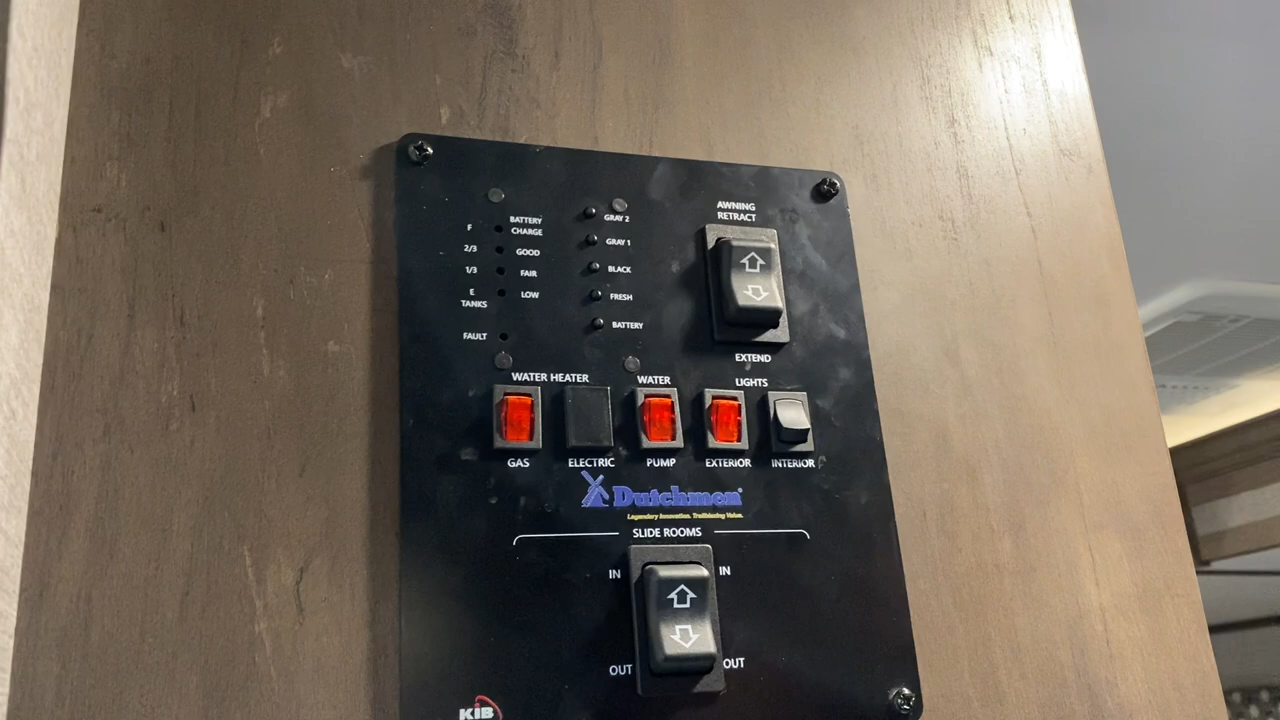 BATTERY
CHARGE
F
2/3
GOOD
1/3
FAIR
E
LOW
TANKS
FAULT
GRAY 2
GRAY 1
BLACK
FRESH
BATTERY
AWNING
RETRACT
EXTEND
WATER HEATER
WATER
LIGHTS
GAS
ELECTRIC
PUMP
EXTERIOR
INTERIOR
Dutchmen®
Legendary Innovation. Trailblazing Value.
SLIDE ROOMS
IN
IN
OUT
OUT
KIB